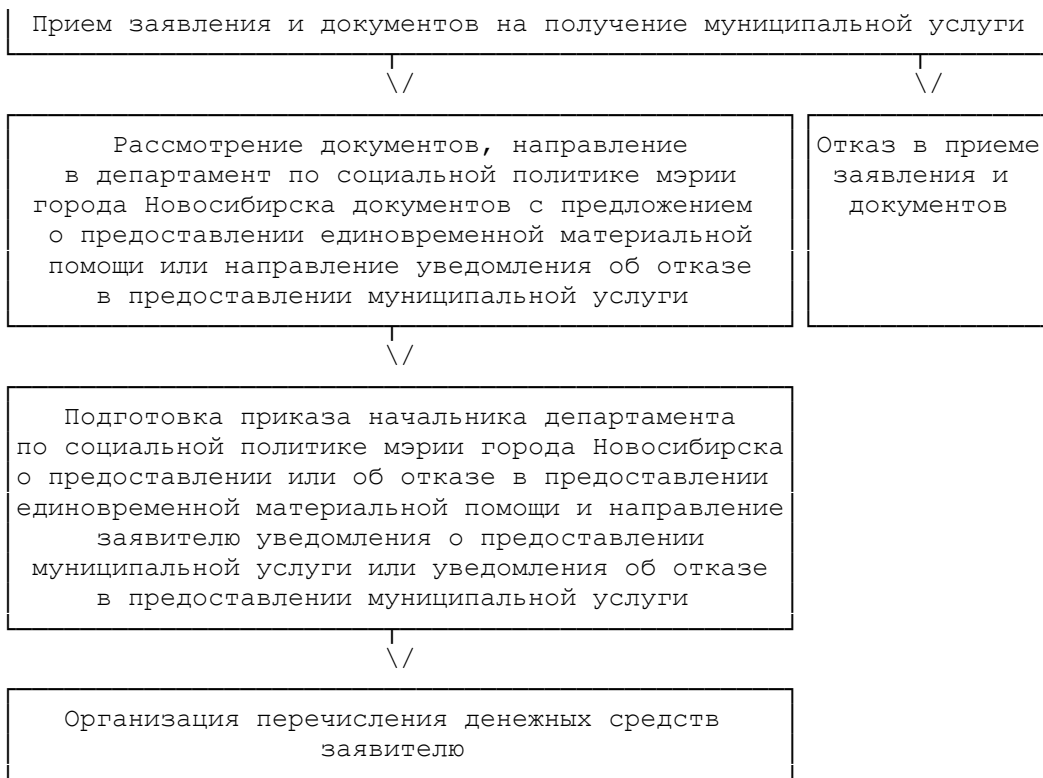 Прием заявления и документов на получение муниципальной услуги
\/
\/
Рассмотрение документов, направление
в департамент по социальной политике мэрии
города Новосибирска документов с предложением
о предоставлении единовременной материальной
помощи или направление уведомления об отказе
в предоставлении муниципальной услуги
Отказ в приеме
заявления и
документов
\/
Подготовка приказа начальника департамента
по социальной политике мэрии города Новосибирска
о предоставлении или об отказе в предоставлении
единовременной материальной помощи и направление
заявителю уведомления о предоставлении
муниципальной услуги или уведомления об отказе
в предоставлении муниципальной услуги
\/
Организация перечисления денежных средств
заявителю